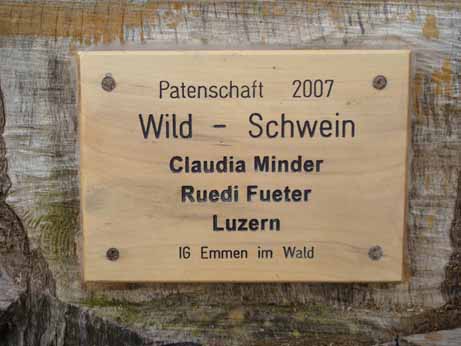 Patenschaft 2007
Wild - Schwein
Claudia Minder
Ruedi Fueter
Luzern
IG Emmen im Wald